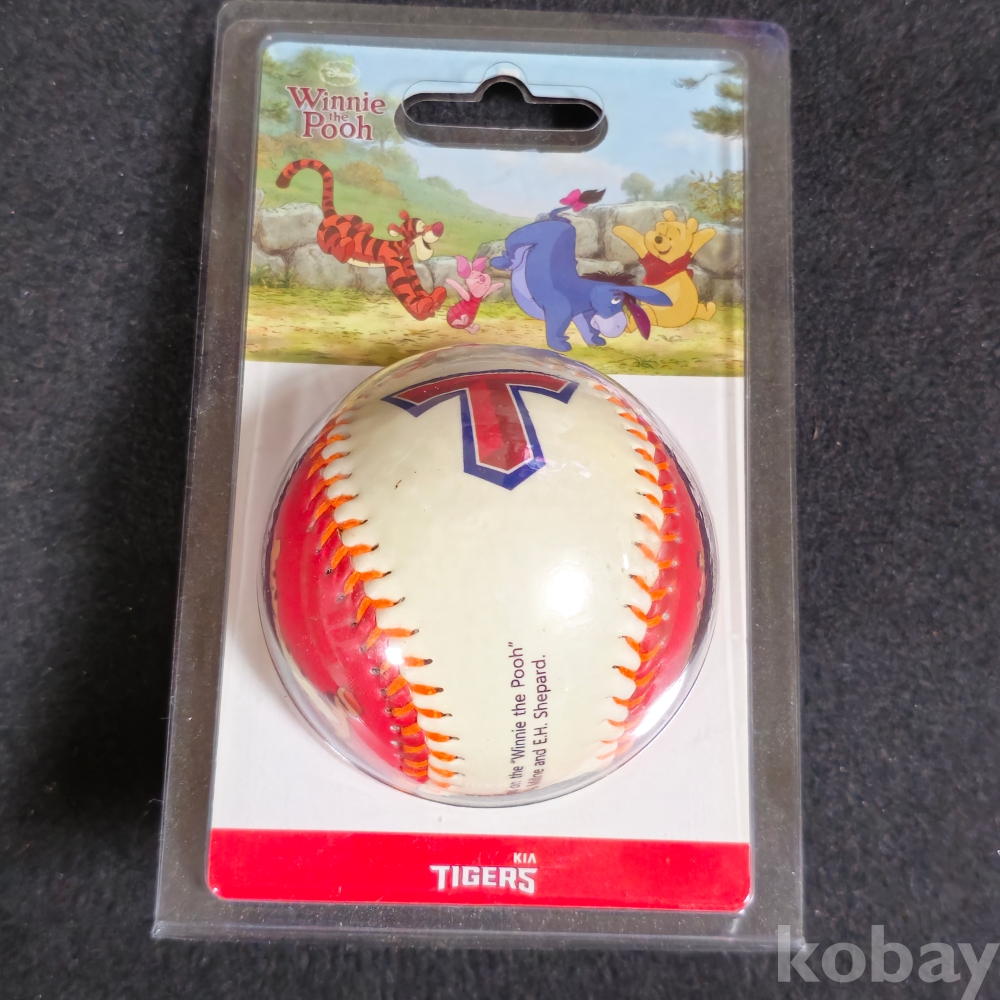 Disney
Winnie
the
Pooh
T
on the "Winnie the Pooh"
Milne and E.H. Shepard.
KIA
TIGERS
kobay